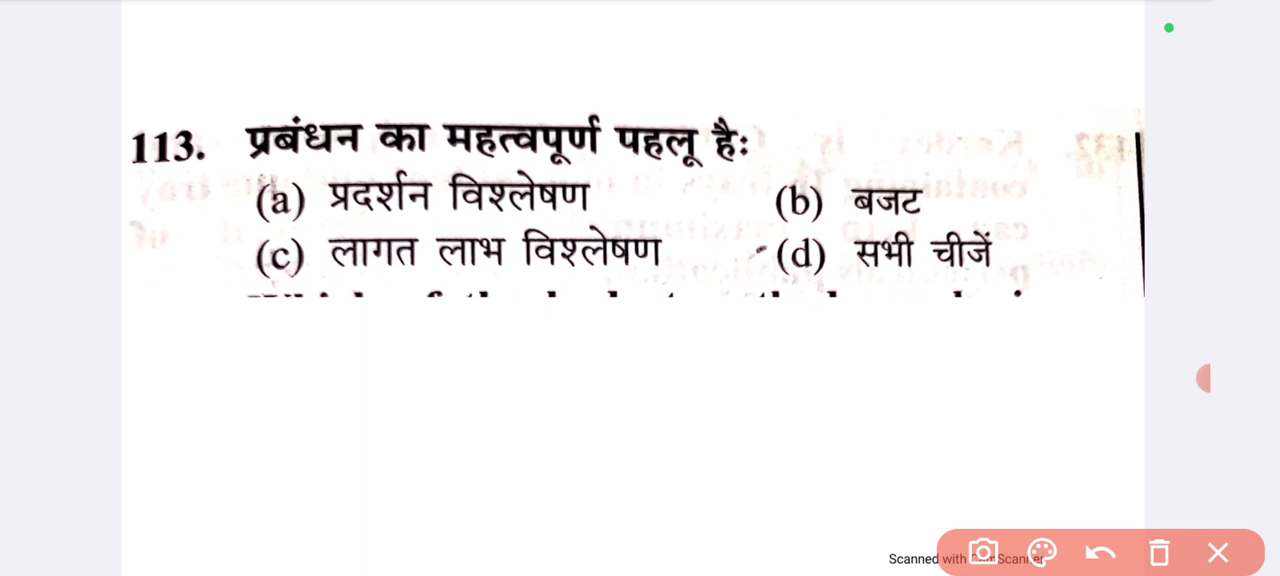 113. प्रबंधन का महत्वपूर्ण पहलू हैः
(a) प्रदर्शन विश्लेषण (b) बजट
(c) लागत लाभ विश्लेषण (d) सभी चीजें
Scanned with